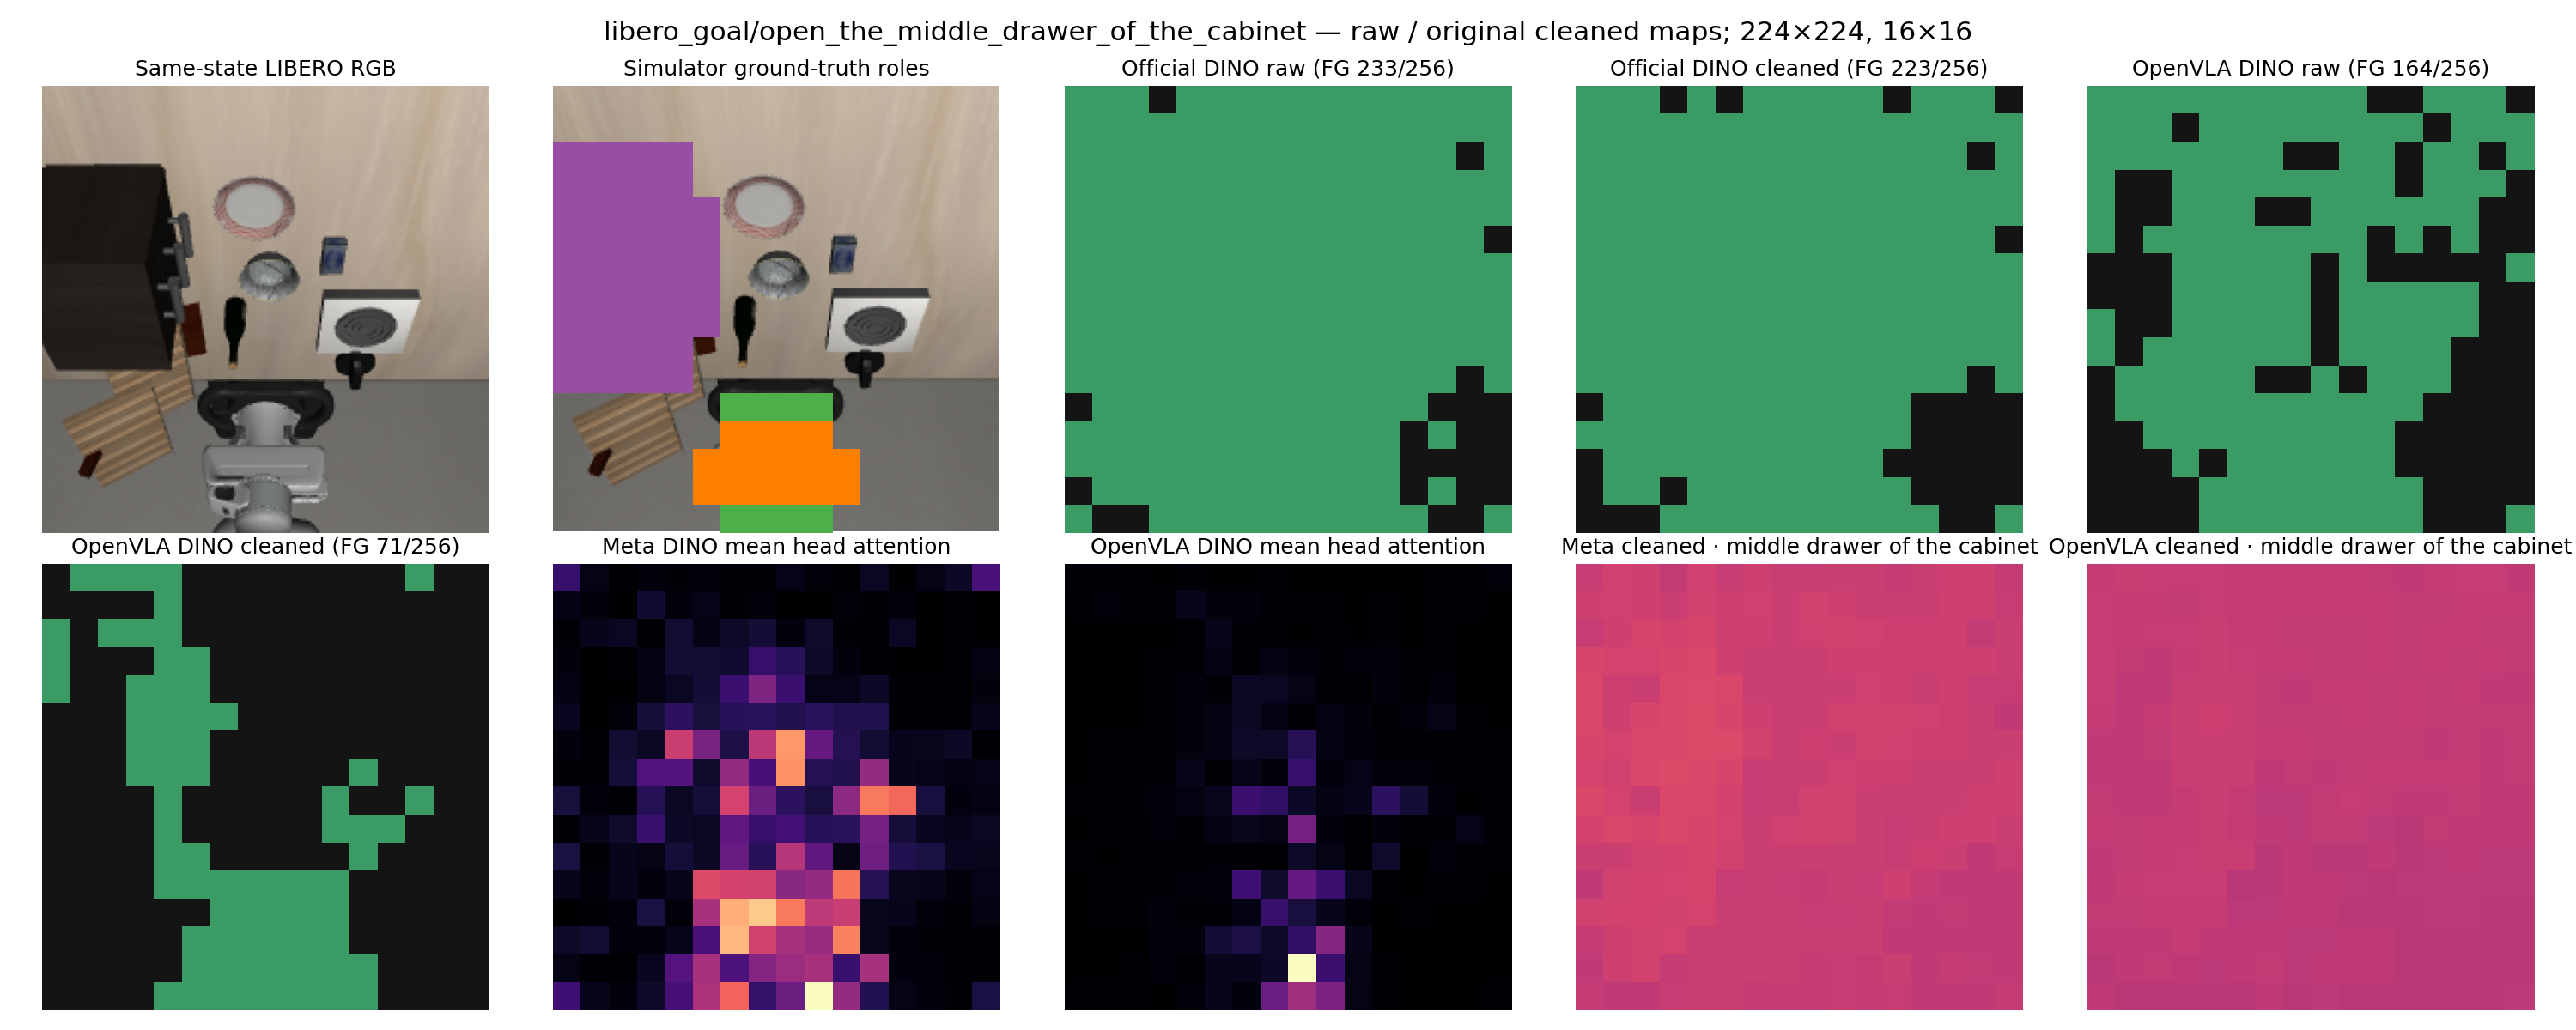 libero_goal/open_the_middle_drawer_of_the_cabinet — raw / original cleaned maps; 224×224, 16×16
Same-state LIBERO RGB
Simulator ground-truth roles
Official DINO raw (FG 233/256)
Official DINO cleaned (FG 223/256)
OpenVLA DINO raw (FG 164/256)
OpenVLA DINO cleaned (FG 71/256)
Meta DINO mean head attention
OpenVLA DINO mean head attention
Meta cleaned · middle drawer of the cabinet
OpenVLA cleaned · middle drawer of the cabinet